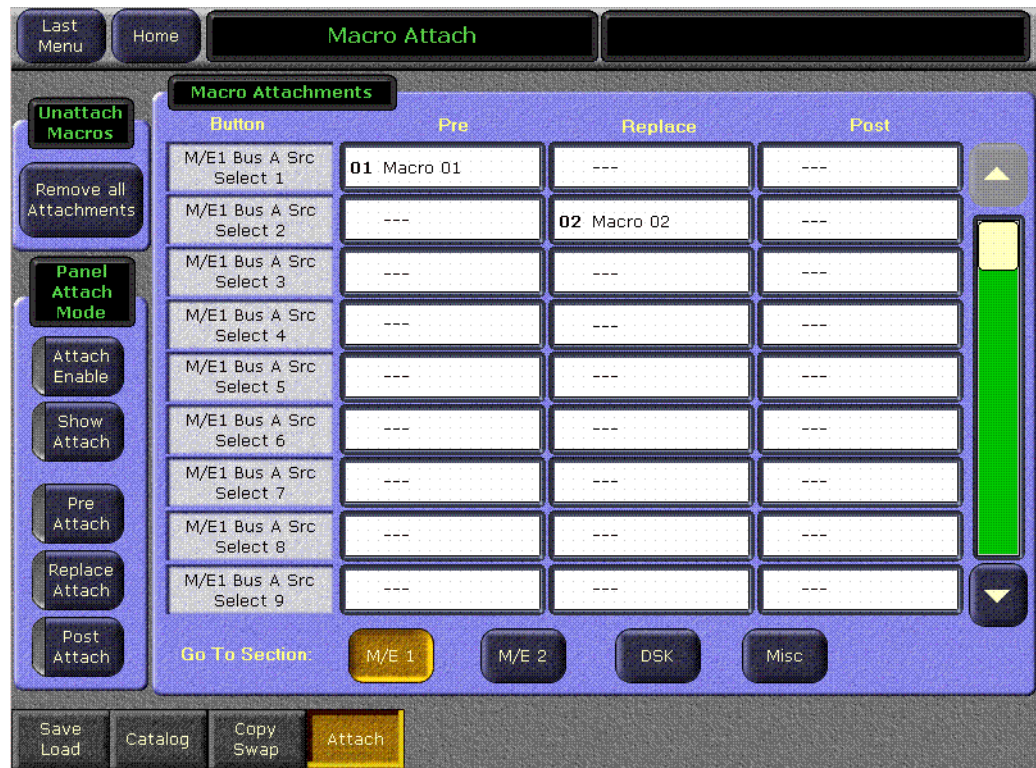 Last
Menu
Home
Macro Attach
Unattach
Macros
Remove all
Attachments
Panel
Attach
Mode
Attach
Enable
Show
Attach
Pre
Attach
Replace
Attach
Post
Attach
Macro Attachments
Button Pre Replace Post
M/E1 Bus A Src
Select 1
01 Macro 01 --- ---
M/E1 Bus A Src
Select 2
--- 02 Macro 02 ---
M/E1 Bus A Src
Select 3
--- --- ---
M/E1 Bus A Src
Select 4
--- --- ---
M/E1 Bus A Src
Select 5
--- --- ---
M/E1 Bus A Src
Select 6
--- --- ---
M/E1 Bus A Src
Select 7
--- --- ---
M/E1 Bus A Src
Select 8
--- --- ---
M/E1 Bus A Src
Select 9
--- --- ---
Go To Section: M/E 1 M/E 2 DSK Misc
Save
Load
Catalog
Copy
Swap
Attach